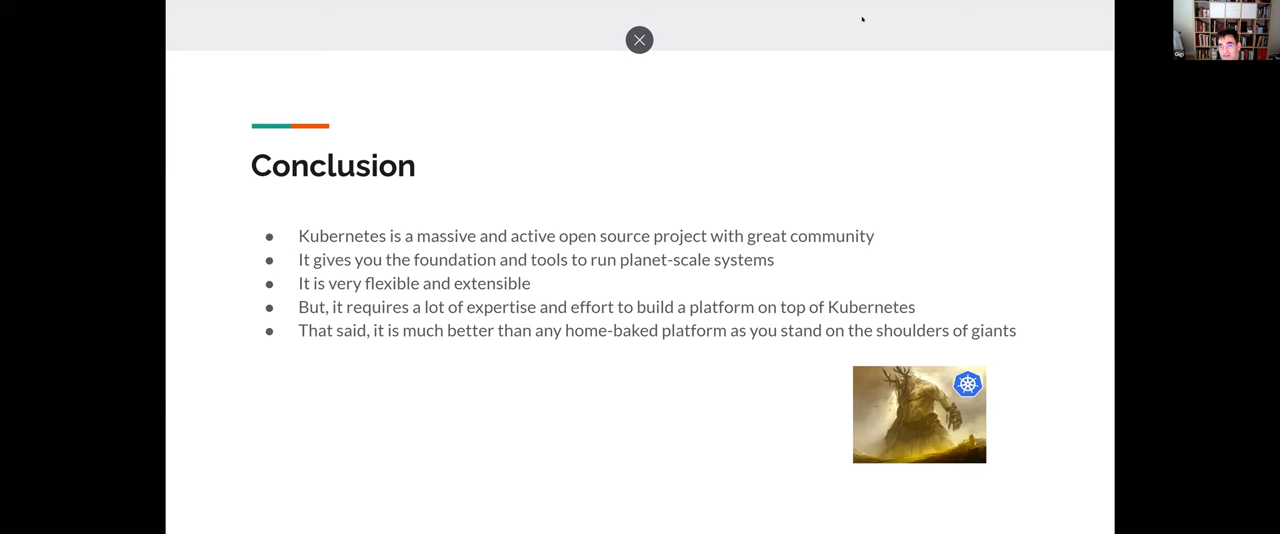 Gigi
Conclusion
● Kubernetes is a massive and active open source project with great community
● It gives you the foundation and tools to run planet-scale systems
● It is very flexible and extensible
● But, it requires a lot of expertise and effort to build a platform on top of Kubernetes
● That said, it is much better than any home-baked platform as you stand on the shoulders of giants